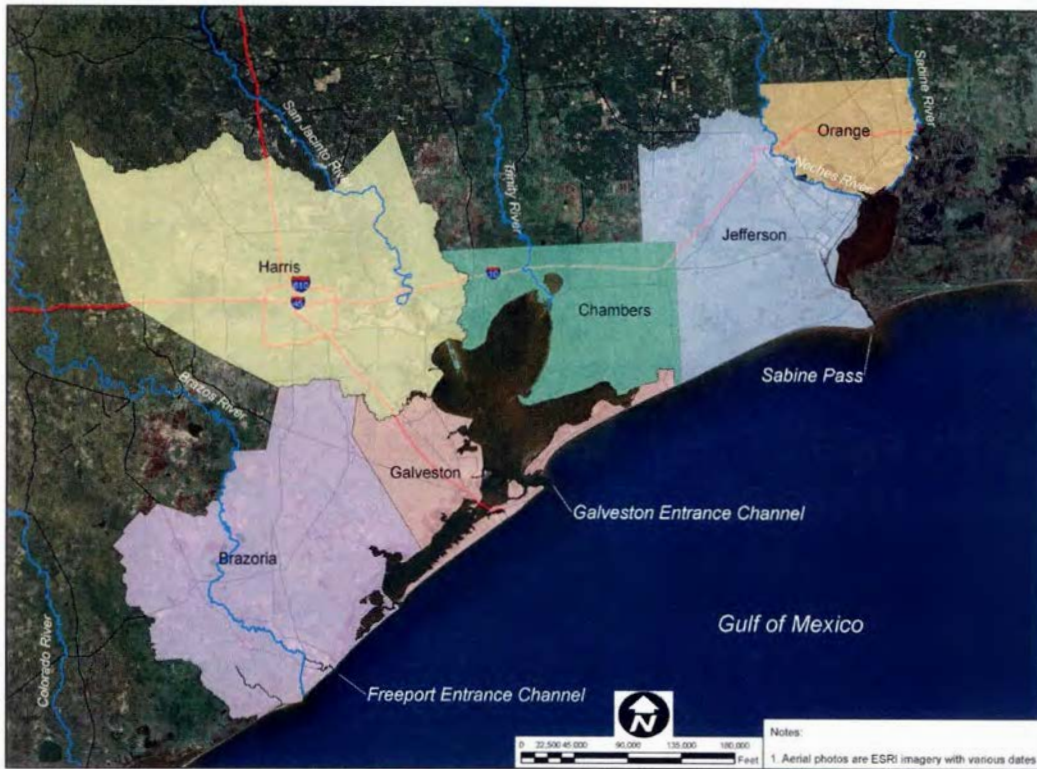 Sabine River
Orange
San Jacinto River
Trinity River
Neches River
Jefferson
Harris
610
45
10
Chambers
Sabine Pass
Brazos River
Galveston
Galveston Entrance Channel
Brazoria
Gulf of Mexico
Colorado River
Freeport Entrance Channel
N
0 22,500 45,000 90,000 135,000 180,000
Feet
Notes:
1. Aerial photos are ESRI imagery with various dates